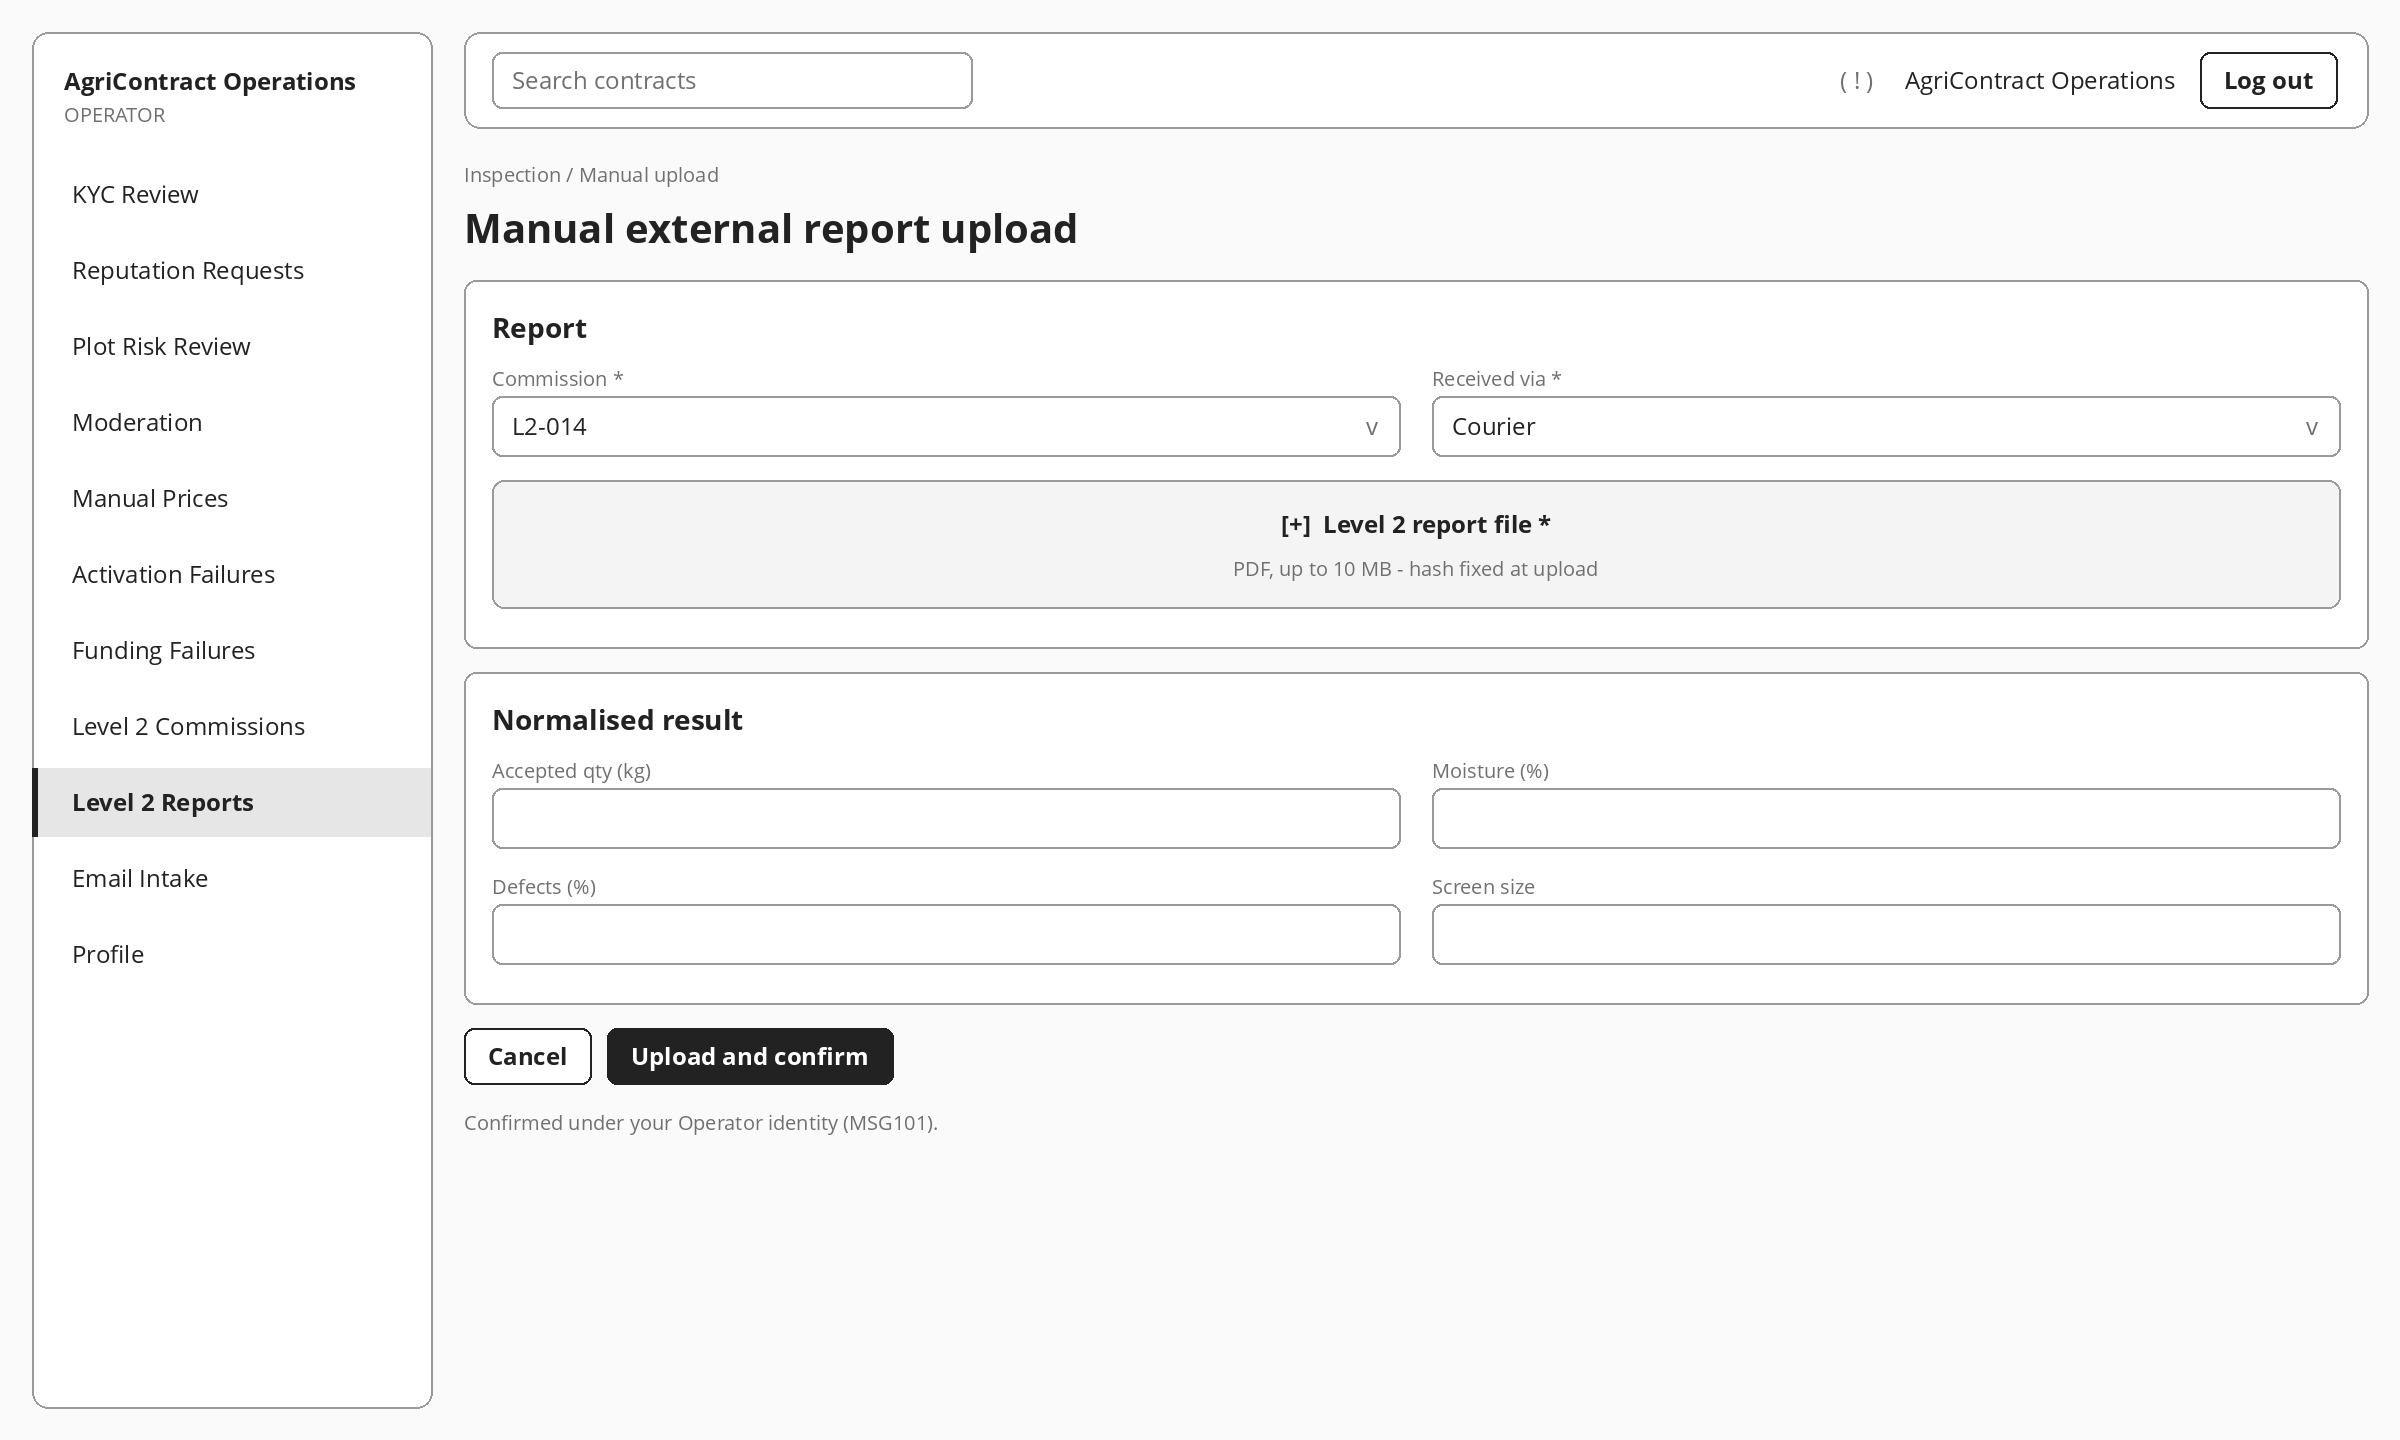 AgriContract Operations
OPERATOR
KYC Review
Reputation Requests
Plot Risk Review
Moderation
Manual Prices
Activation Failures
Funding Failures
Level 2 Commissions
Level 2 Reports
Email Intake
Profile
Search contracts
( ! ) AgriContract Operations Log out
Inspection / Manual upload
Manual external report upload
Report
Commission * Received via *
L2-014 v Courier v
[+] Level 2 report file *
PDF, up to 10 MB - hash fixed at upload
Normalised result
Accepted qty (kg) Moisture (%)
Defects (%) Screen size
Cancel Upload and confirm
Confirmed under your Operator identity (MSG101).